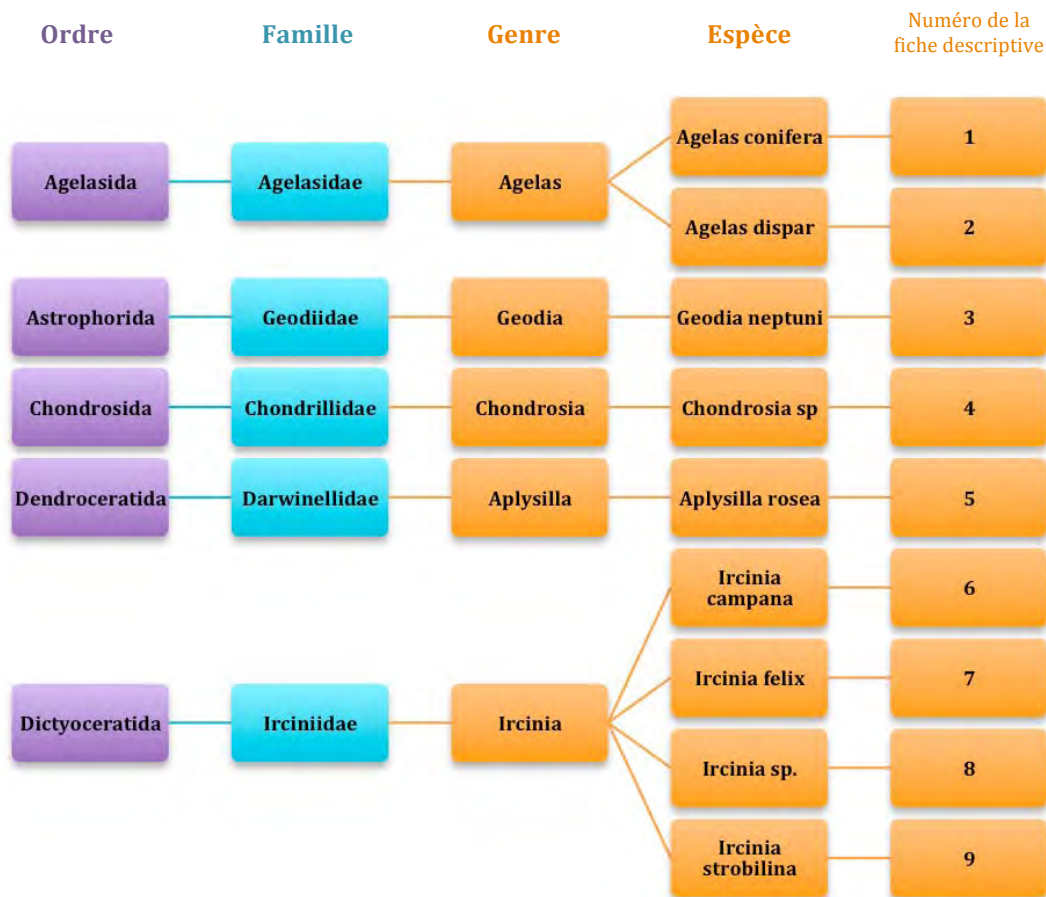 Ordre Famille Genre Espèce Numéro de la
fiche descriptive
Agelasida Agelasidae Agelas Agelas conifera 1
Agelas dispar 2
Astrophorida Geodiidae Geodia Geodia neptuni 3
Chondrosida Chondrillidae Chondrosia Chondrosia sp 4
Dendroceratida Darwinellidae Aplysilla Aplysilla rosea 5
Dictyoceratida Irciniidae Ircinia Ircinia
campana 6
Ircinia felix 7
Ircinia sp. 8
Ircinia
strobilina 9